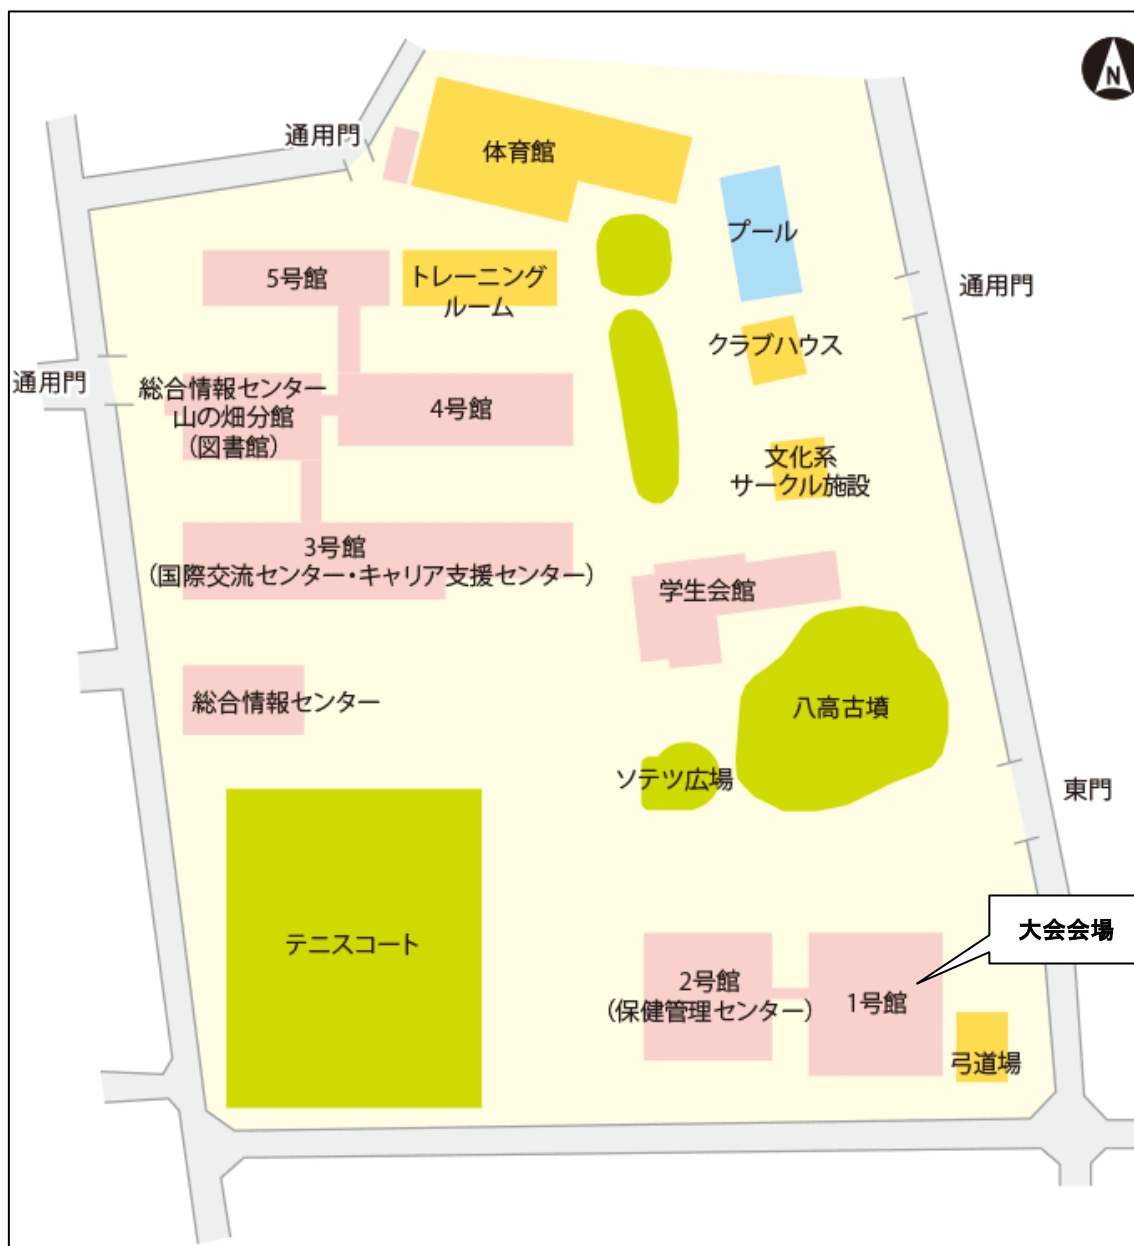 N
通用門
体育館
プール
5号館
トレーニング
ルーム
通用門
クラブハウス
通用門
総合情報センター
山の畑分館
(図書館)
4号館
文化系
サークル施設
3号館
(国際交流センター・キャリア支援センター)
学生会館
総合情報センター
八高古墳
ソテツ広場
東門
大会会場
テニスコート
2号館
(保健管理センター)
1号館
弓道場